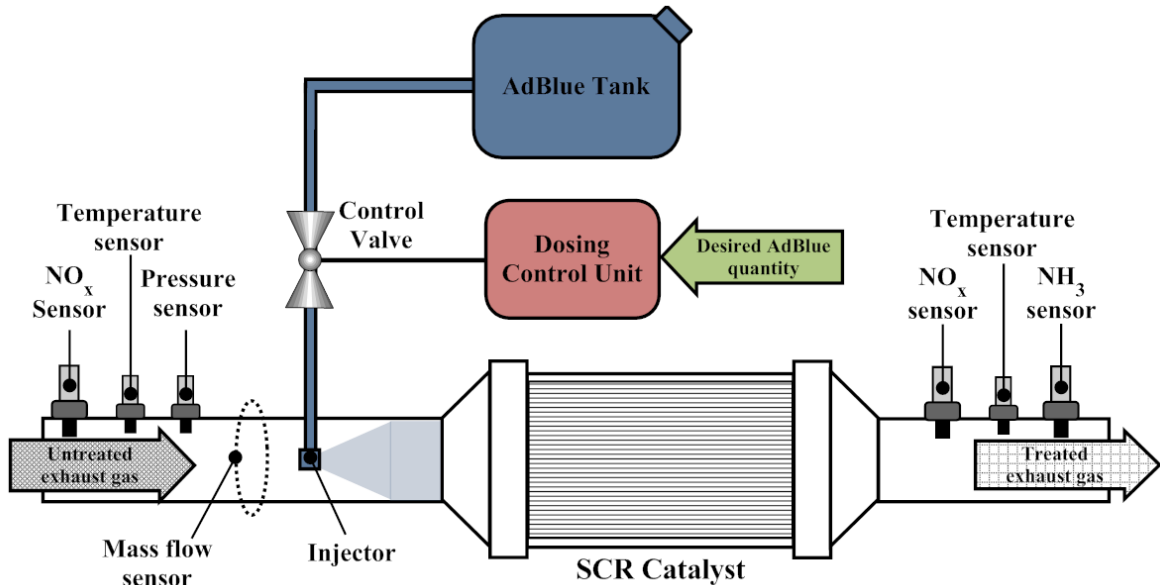 AdBlue Tank
Temperature
sensor
Control
Valve
Dosing
Control Unit
Desired AdBlue
quantity
Temperature
sensor
NOx
Sensor
Pressure
sensor
NOx
sensor
NH3
sensor
Untreated
exhaust gas
Treated
exhaust gas
Mass flow
sensor
Injector
SCR Catalyst